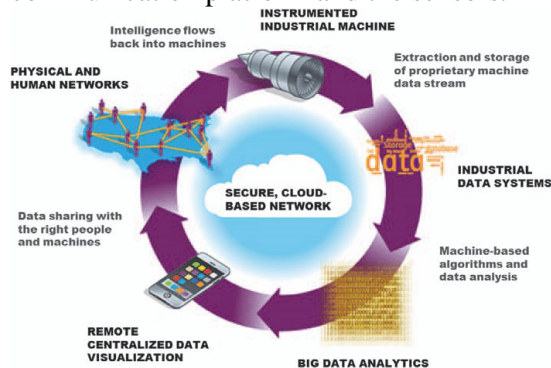 INSTRUMENTED
INDUSTRIAL MACHINE
Intelligence flows
back into machines
Extraction and storage
of proprietary machine
data stream
PHYSICAL AND
HUMAN NETWORKS
Storage
data
INDUSTRIAL
DATA SYSTEMS
SECURE, CLOUD-
BASED NETWORK
Data sharing with
the right people
and machines
Machine-based
algorithms and
data analysis
REMOTE
CENTRALIZED DATA
VISUALIZATION
BIG DATA ANALYTICS